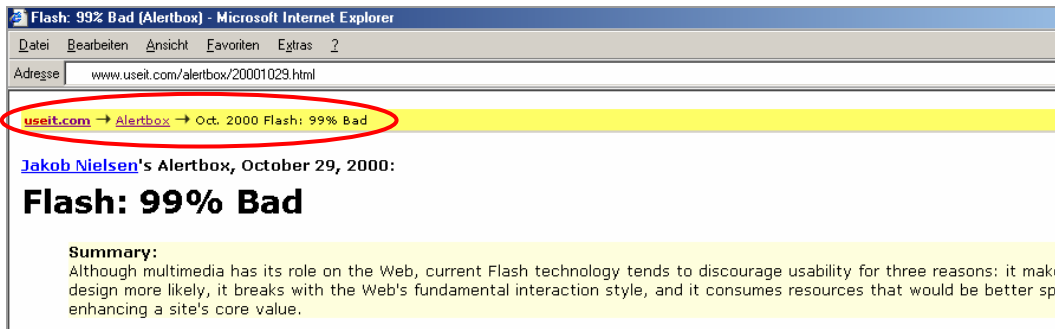 Flash: 99% Bad (Alertbox) - Microsoft Internet Explorer
Datei Bearbeiten Ansicht Favoriten Extras ?
Adresse www.useit.com/alertbox/20001029.html
useit.com → Alertbox → Oct. 2000 Flash: 99% Bad
Jakob Nielsen's Alertbox, October 29, 2000:
Flash: 99% Bad
Summary:
Although multimedia has its role on the Web, current Flash technology tends to discourage usability for three reasons: it make
design more likely, it breaks with the Web's fundamental interaction style, and it consumes resources that would be better sp
enhancing a site's core value.